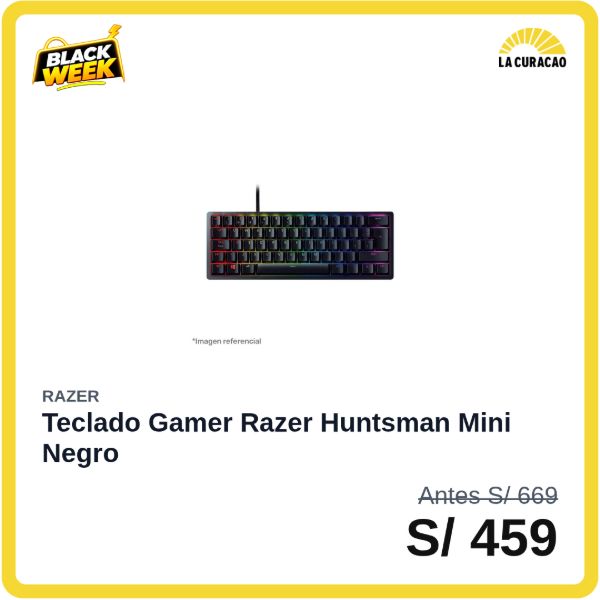 BLACK
WEEK
LA CURACAO
*Imagen referencial
RAZER
Teclado Gamer Razer Huntsman Mini
Negro
Antes S/ 669
S/ 459